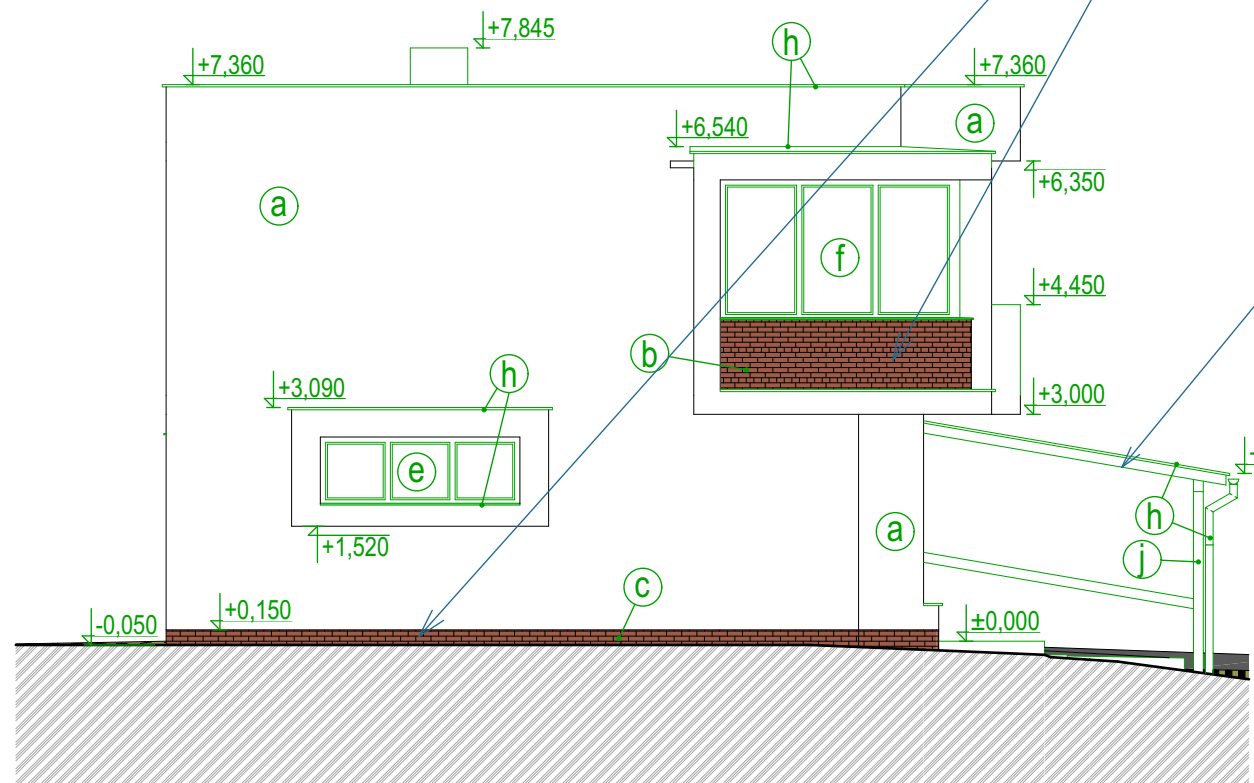 +7,845
h
+7,360
+7,360
a
+6,540
+6,350
a
f
+4,450
b
h
+3,090
+3,000
e
h
a
+1,520
j
c
+0,150
-0,050
±0,000